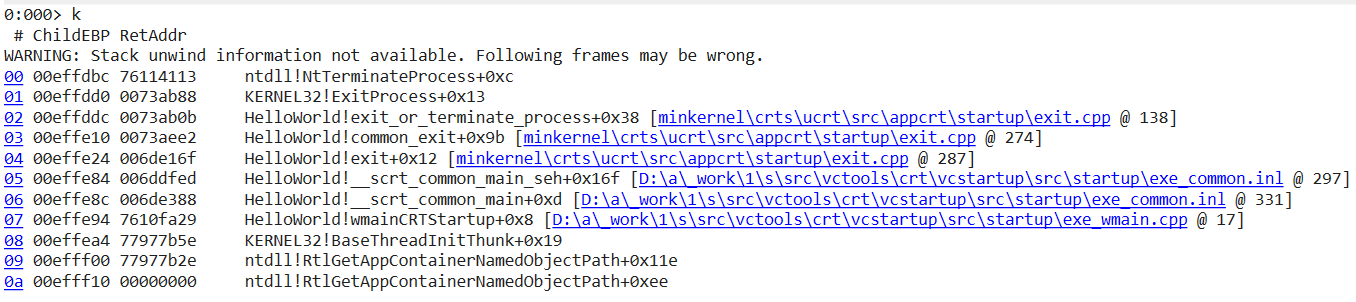 0:000> k
 # ChildEBP RetAddr
WARNING: Stack unwind information not available. Following frames may be wrong.
00 00effdbc 76114113     ntdll!NtTerminateProcess+0xc
01 00effdd0 0073ab88     KERNEL32!ExitProcess+0x13
02 00effddc 0073ab0b     HelloWorld!exit_or_terminate_process+0x38 [minkernel\crts\ucrt\src\appcrt\startup\exit.cpp @ 138]
03 00effe10 0073aee2     HelloWorld!common_exit+0x9b [minkernel\crts\ucrt\src\appcrt\startup\exit.cpp @ 274]
04 00effe24 006de16f     HelloWorld!exit+0x12 [minkernel\crts\ucrt\src\appcrt\startup\exit.cpp @ 287]
05 00effe84 006ddfed     HelloWorld!__scrt_common_main_seh+0x16f [D:\a\_work\1\s\src\vctools\crt\vcstartup\src\startup\exe_common.inl @ 297]
06 00effe8c 006de388     HelloWorld!__scrt_common_main+0xd [D:\a\_work\1\s\src\vctools\crt\vcstartup\src\startup\exe_common.inl @ 331]
07 00effe94 7610fa29     HelloWorld!wmainCRTStartup+0x8 [D:\a\_work\1\s\src\vctools\crt\vcstartup\src\startup\exe_wmain.cpp @ 17]
08 00effea4 77977b5e     KERNEL32!BaseThreadInitThunk+0x19
09 00efff00 77977b2e     ntdll!RtlGetAppContainerNamedObjectPath+0x11e
0a 00efff10 00000000     ntdll!RtlGetAppContainerNamedObjectPath+0xee